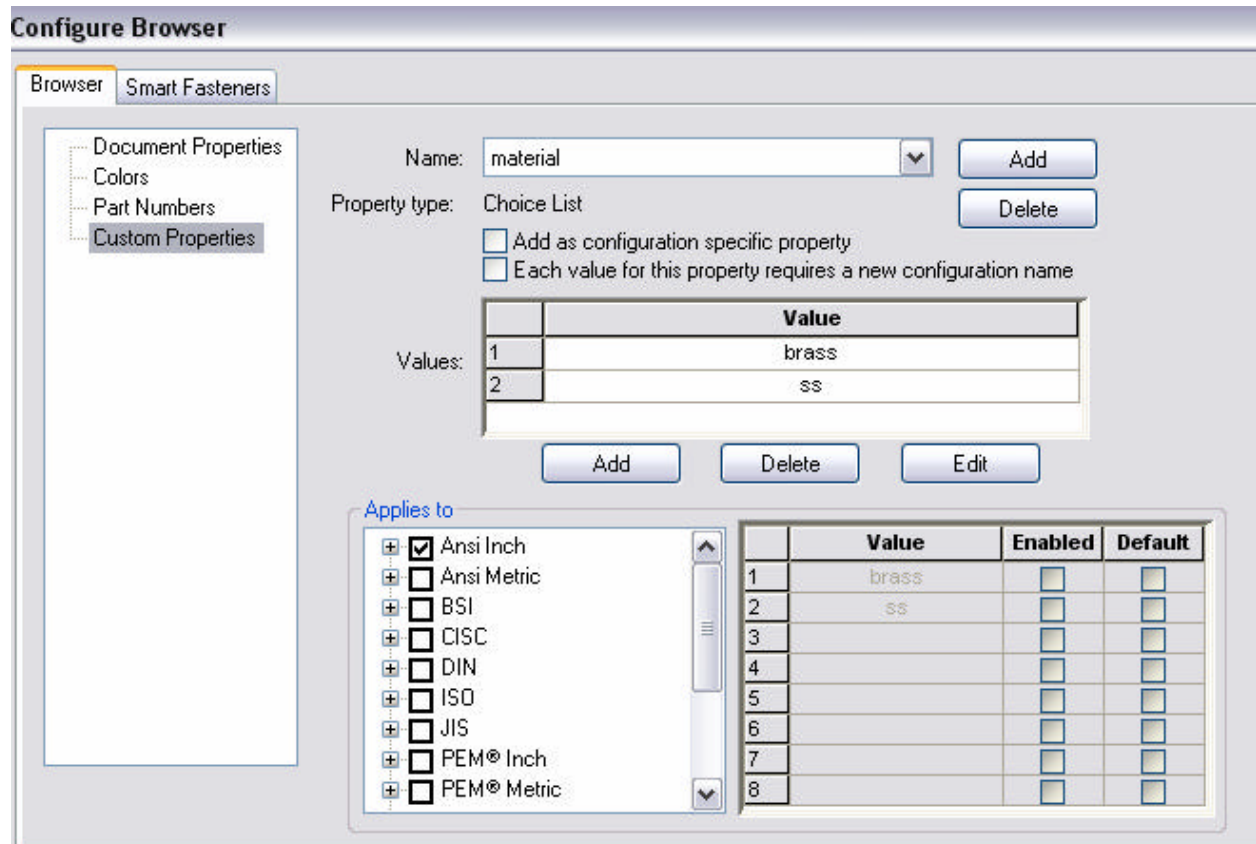 Configure Browser
Browser Smart Fasteners
Document Properties
Colors
Part Numbers
Custom Properties
Name: material Add
Property type: Choice List Delete
Add as configuration specific property
Each value for this property requires a new configuration name
Values:
Value
1 brass
2 ss
Add Delete Edit
Applies to
Ansi Inch
Ansi Metric
BSI
CISC
DIN
ISO
JIS
PEM® Inch
PEM® Metric
Value Enabled Default
1 brass
2 ss
3
4
5
6
7
8